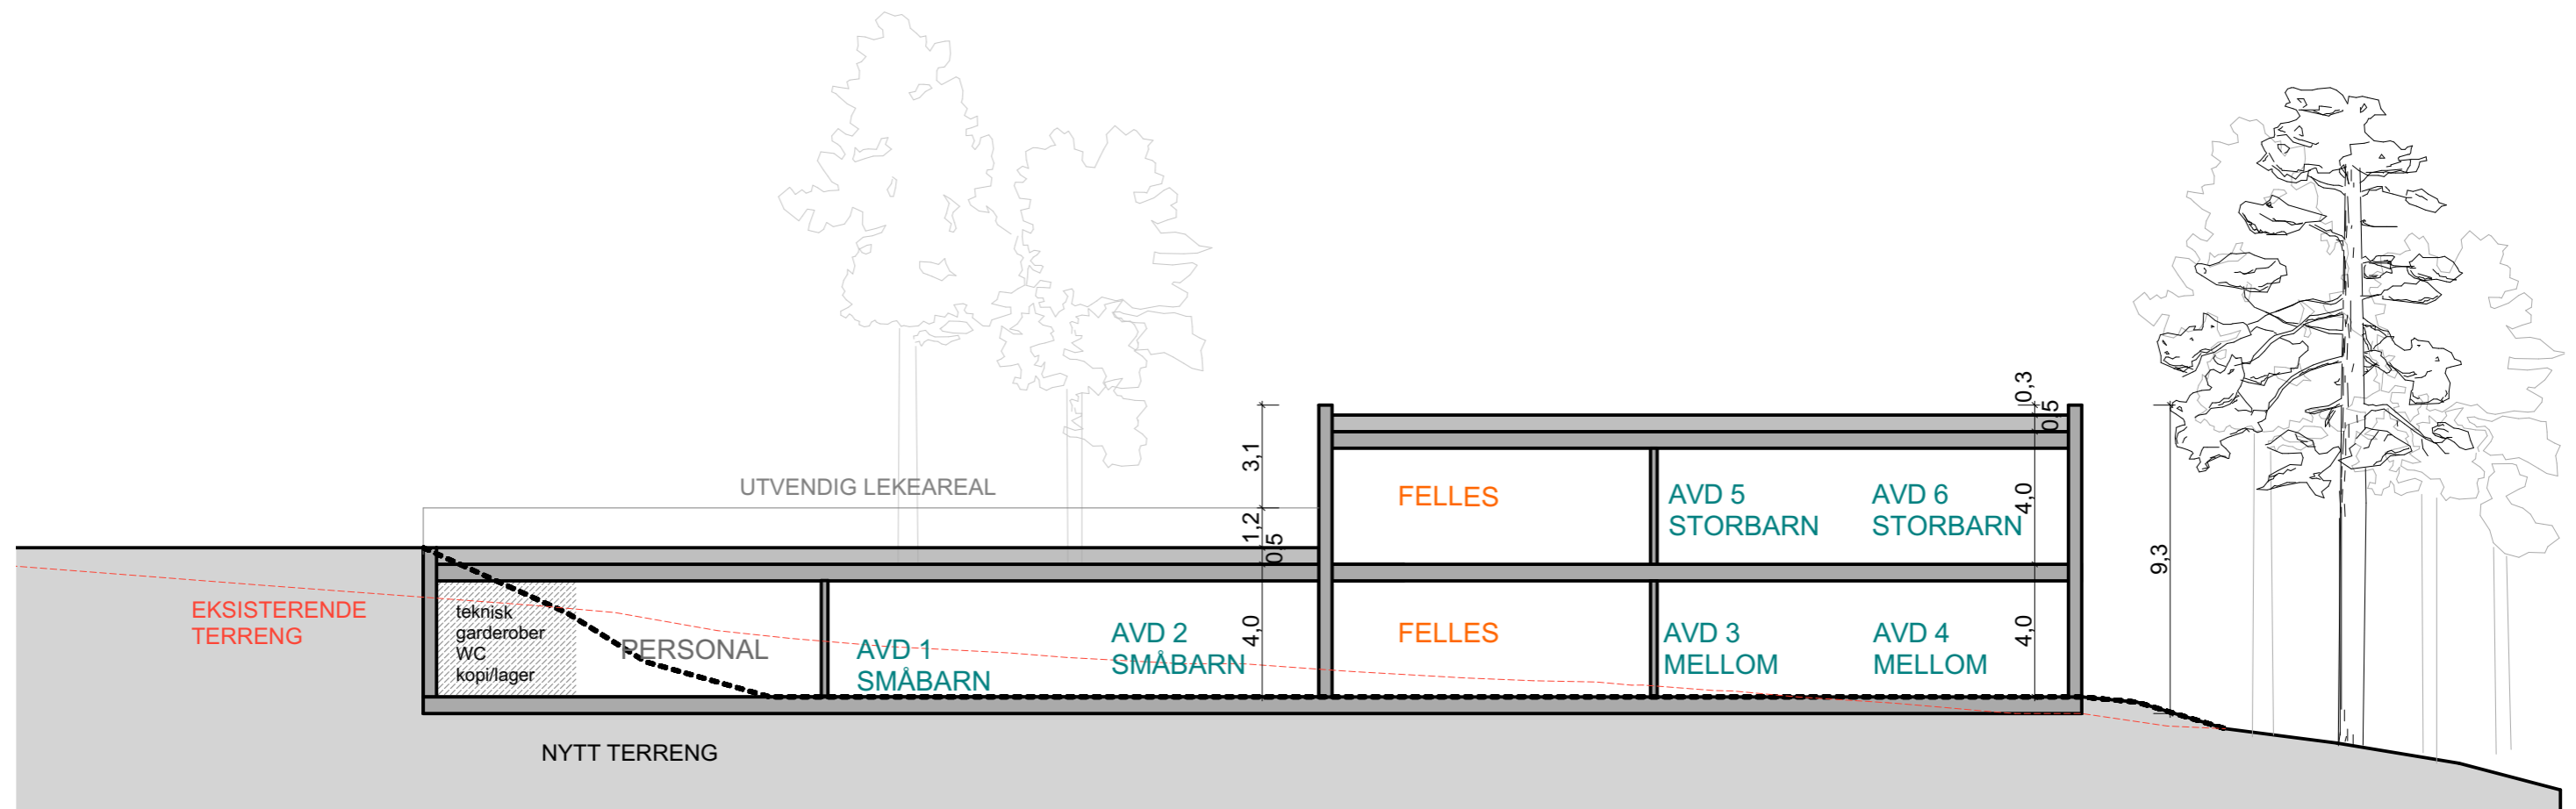 0,3
0,5
3,1
UTVENDIG LEKEAREAL
FELLES
AVD 5
STORBARN
AVD 6
STORBARN
4,0
1,2
0,5
9,3
EKSISTERENDE
TERRENG
teknisk
garderober
WC
kopi/lager
PERSONAL
AVD 1
SMÅBARN
AVD 2
SMÅBARN
4,0
FELLES
AVD 3
MELLOM
AVD 4
MELLOM
4,0
NYTT TERRENG